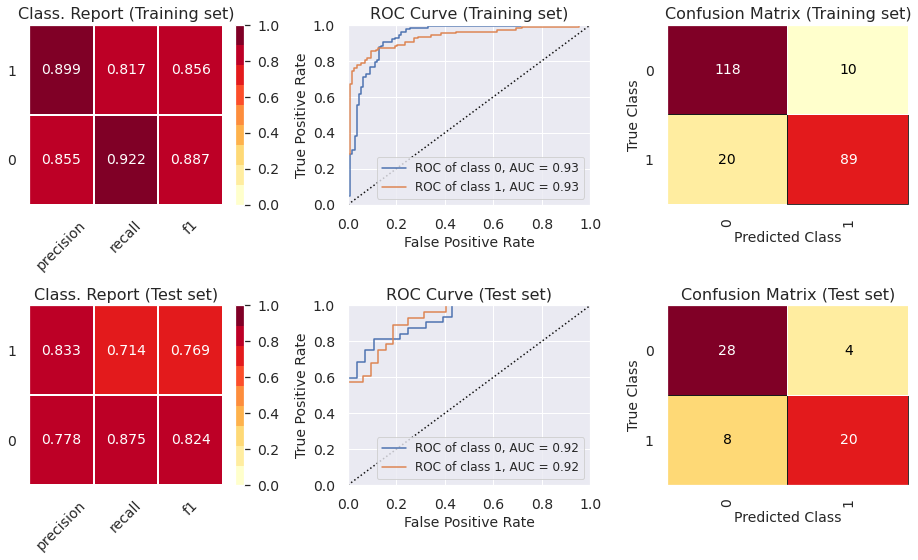 Class. Report (Training set)
1
0
0.899 0.817 0.856
0.855 0.922 0.887
precision recall f1
1.0
0.8
0.6
0.4
0.2
0.0
ROC Curve (Training set)
True Positive Rate
1.0
0.8
0.6
0.4
0.2
0.0
ROC of class 0, AUC = 0.93
ROC of class 1, AUC = 0.93
0.0 0.2 0.4 0.6 0.8 1.0
False Positive Rate
Confusion Matrix (Training set)
True Class
0
1
118 10
20 89
0 1
Predicted Class
Class. Report (Test set)
1
0
0.833 0.714 0.769
0.778 0.875 0.824
precision recall f1
1.0
0.8
0.6
0.4
0.2
0.0
ROC Curve (Test set)
True Positive Rate
1.0
0.8
0.6
0.4
0.2
0.0
ROC of class 0, AUC = 0.92
ROC of class 1, AUC = 0.92
0.0 0.2 0.4 0.6 0.8 1.0
False Positive Rate
Confusion Matrix (Test set)
True Class
0
1
28 4
8 20
0 1
Predicted Class